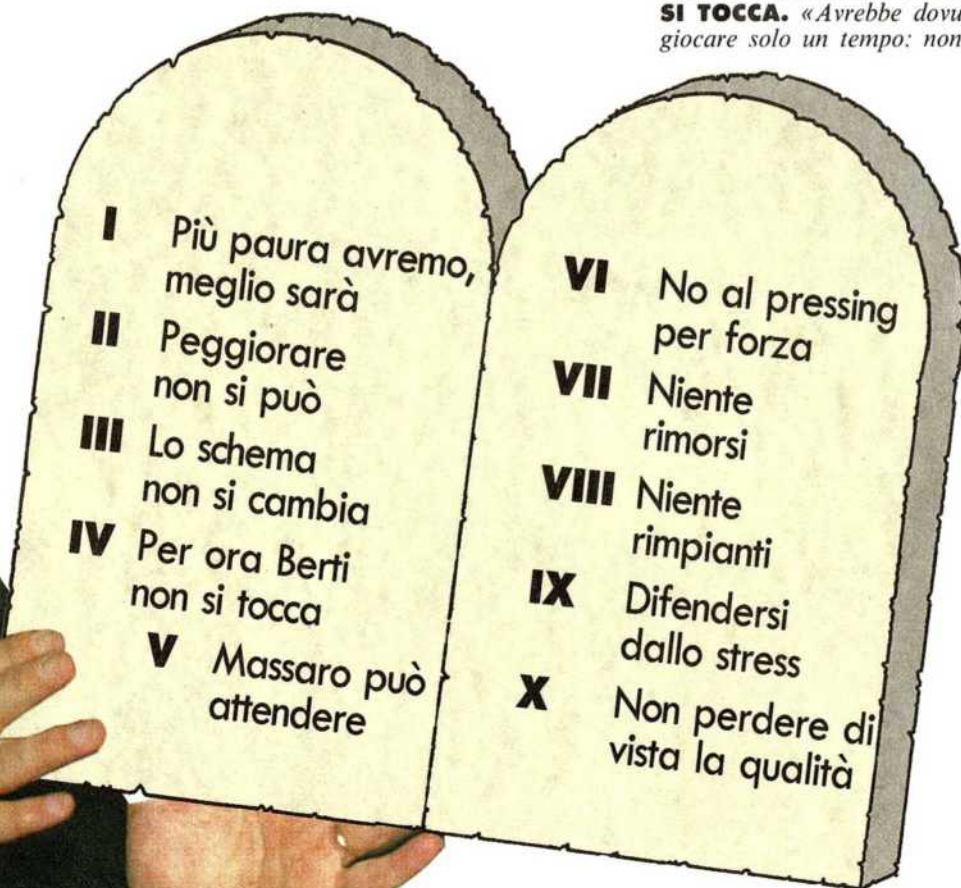 SI TOCCA. «Avrebbe dovu
giocare solo un tempo: non
I Più paura avremo,
meglio sarà
II Peggiorare
non si può
III Lo schema
non si cambia
IV Per ora Berti
non si tocca
V Massaro può
attendere
VI No al pressing
per forza
VII Niente
rimorsi
VIII Niente
rimpianti
IX Difendersi
dallo stress
X Non perdere di
vista la qualità